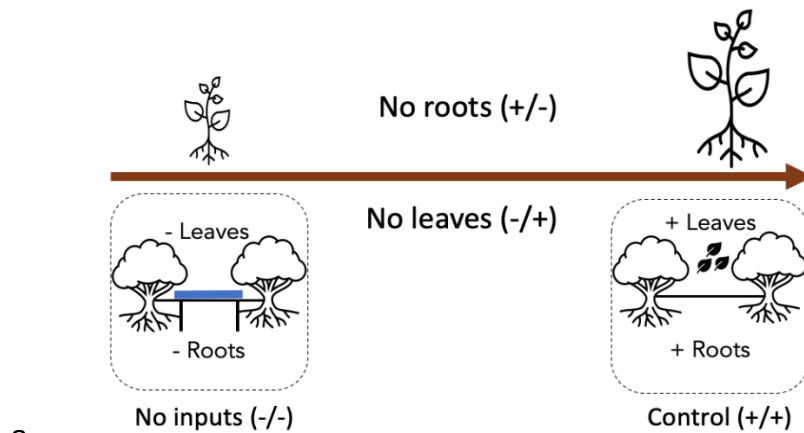 No roots (+/-)
No leaves (-/+)
- Leaves
- Roots
No inputs (-/-)
+ Leaves
+ Roots
Control (+/+)